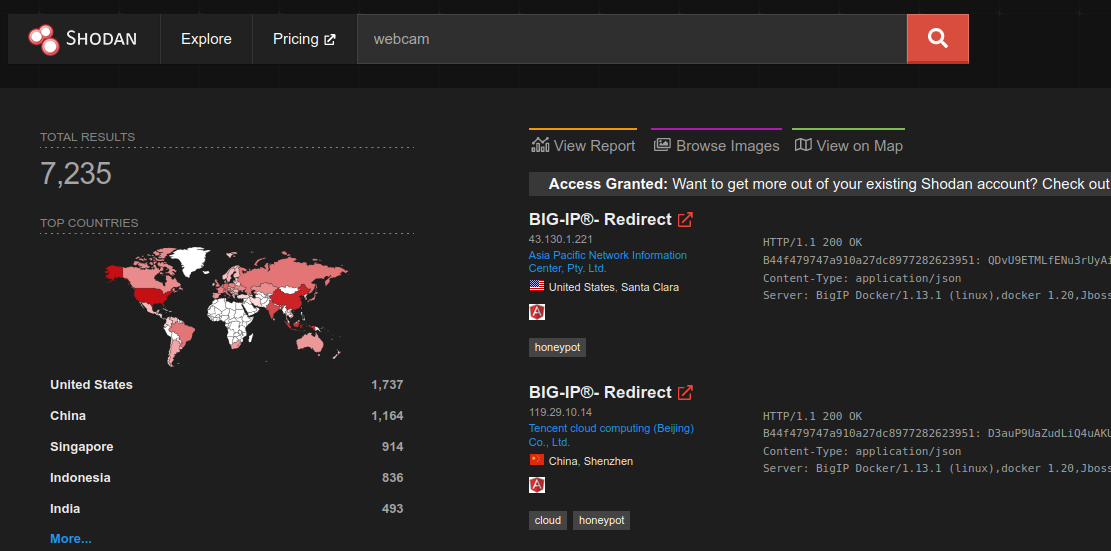 SHODAN Explore Pricing webcam
TOTAL RESULTS
7,235
TOP COUNTRIES
United States 1,737
China 1,164
Singapore 914
Indonesia 836
India 493
More...
View Report Browse Images View on Map
Access Granted: Want to get more out of your existing Shodan account? Check out
BIG-IP®- Redirect
43.130.1.221
Asia Pacific Network Information
Center, Pty. Ltd.
United States, Santa Clara
honeypot
HTTP/1.1 200 OK
B44f479747a910a27dc8977282623951: QDvU9ETMLfENu3rUyAi
Content-Type: application/json
Server: BigIP Docker/1.13.1 (linux),docker 1.20,Jboss
BIG-IP®- Redirect
119.29.10.14
Tencent cloud computing (Beijing)
Co., Ltd.
China, Shenzhen
cloud honeypot
HTTP/1.1 200 OK
B44f479747a910a27dc8977282623951: D3auP9UaZudLiQ4uAKU
Content-Type: application/json
Server: BigIP Docker/1.13.1 (linux),docker 1.20,Jboss